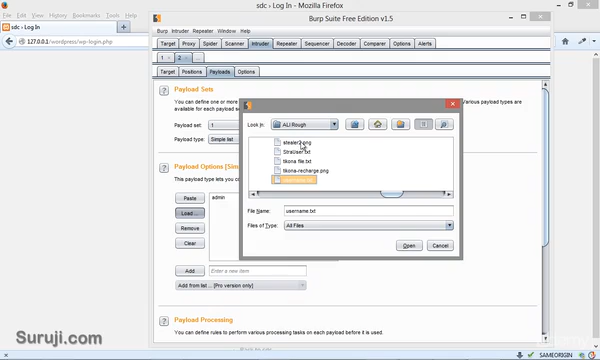 sdc › Log In - Mozilla Firefox
File Edit View History Bookmarks Tools Help
sdc › Log In
127.0.0.1/wordpress/wp-login.php
Burp Suite Free Edition v1.5
Burp Intruder Repeater Window Help
Target Proxy Spider Scanner Intruder Repeater Sequencer Decoder Comparer Options Alerts
1 2 ...
Target Positions Payloads Options
Payload Sets
You can define one or more
Various payload types are
available for each payload se
Payload set: 1
Payload type: Simple list
Payload Options [Sim
This payload type lets you c
Paste
Load ...
Remove
Clear
admin
Add Enter a new item
Add from list ... [Pro version only]
Payload Processing
You can define rules to perform various processing tasks on each payload before it is used.
Look in: ALI Rough
stealer2.png
StraUser.txt
tikona file.txt
tikona-recharge.png
File Name: username.txt
Files of Type: All Files
Open Cancel
Suruji.com
SAMEORIGIN